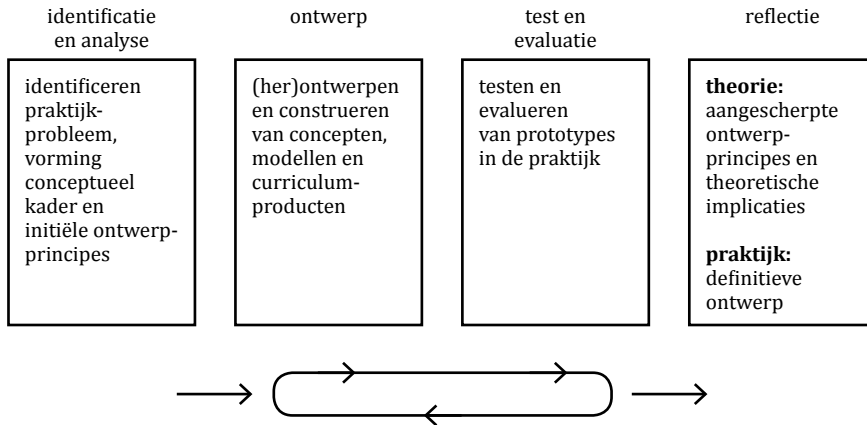 identificatie
en analyse
identificeren
praktijk-
probleem,
vorming
conceptueel
kader en
initiële ontwerp-
principes
ontwerp
(her)ontwerpen
en construeren
van concepten,
modellen en
curriculum-
producten
test en
evaluatie
testen en
evalueren
van prototypes
in de praktijk
reflectie
theorie:
aangescherpte
ontwerp-
principes en
theoretische
implicaties
praktijk:
definitieve
ontwerp